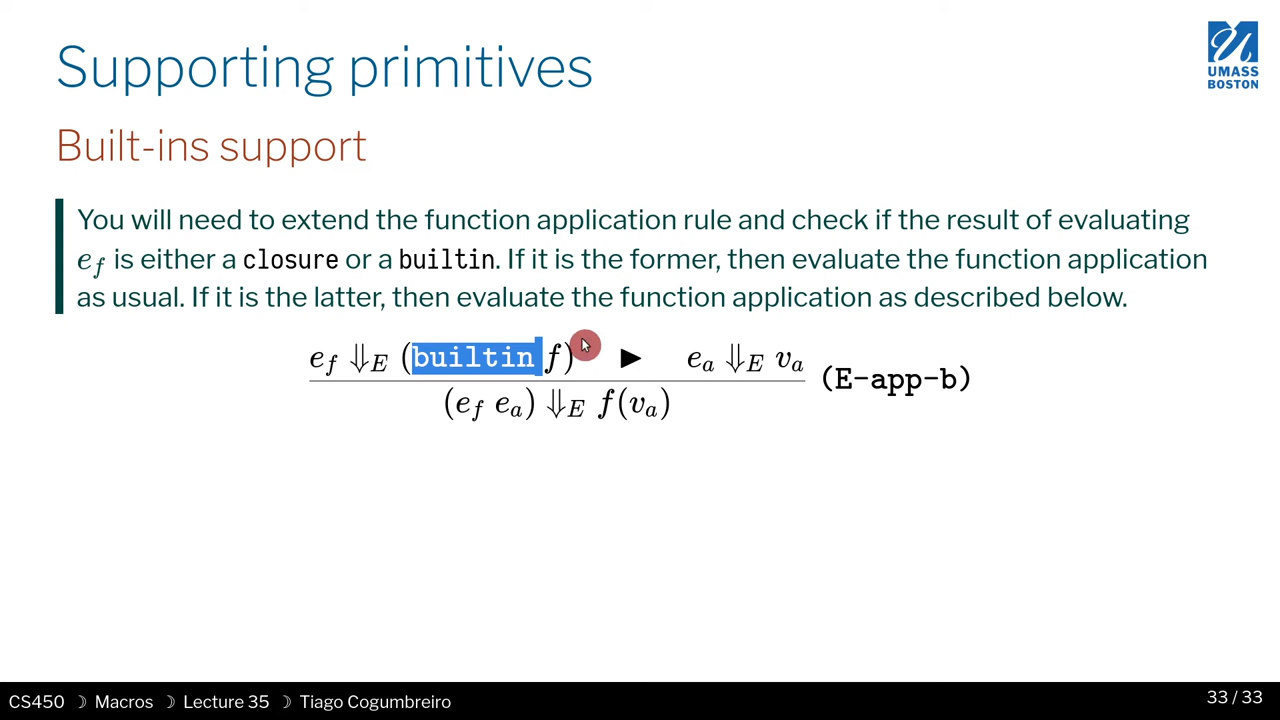 Supporting primitives
UMASS
BOSTON
Built-ins support
You will need to extend the function application rule and check if the result of evaluating
e_f is either a closure or a builtin. If it is the former, then evaluate the function application
as usual. If it is the latter, then evaluate the function application as described below.
e_f ⇓_E (builtin f) ▶ e_a ⇓_E v_a
(E-app-b)
(e_f e_a) ⇓_E f(v_a)
CS450 ☽ Macros ☽ Lecture 35 ☽ Tiago Cogumbreiro
33 / 33